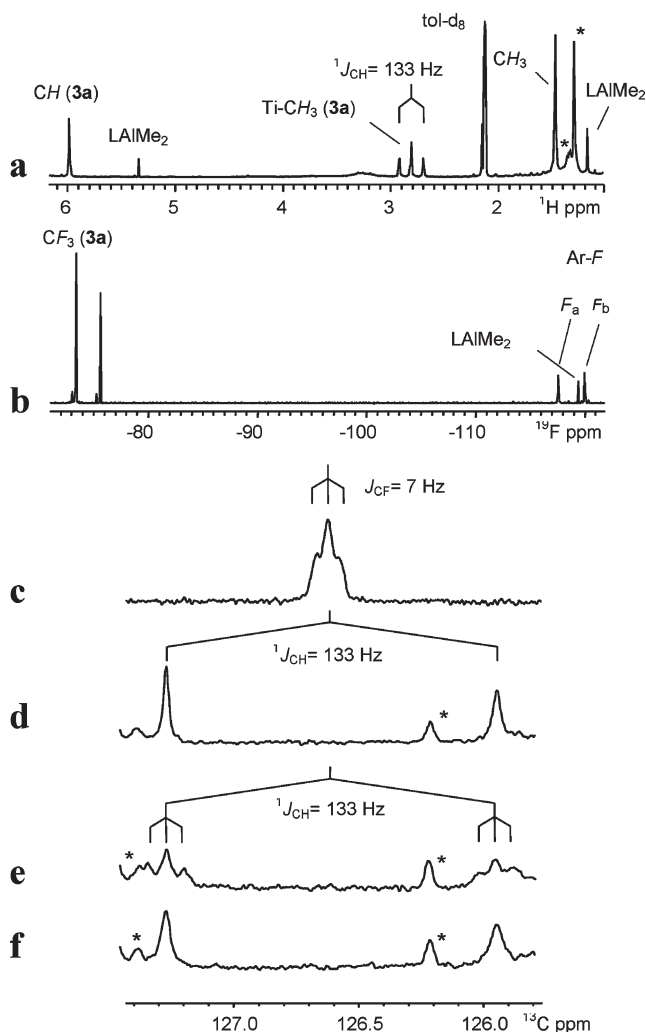 a
tol-d8
*
1JCH= 133 Hz
CH3
CH (3a)
Ti-CH3 (3a)
LAlMe2
LAlMe2
*
6 5 4 3 2 1H ppm
b
CF3 (3a)
Ar-F
Fa Fb
LAlMe2
-80 -90 -100 -110 19F ppm
c
JCF= 7 Hz
d
1JCH= 133 Hz
*
e
1JCH= 133 Hz
* *
f
* *
127.0 126.5 126.0 13C ppm